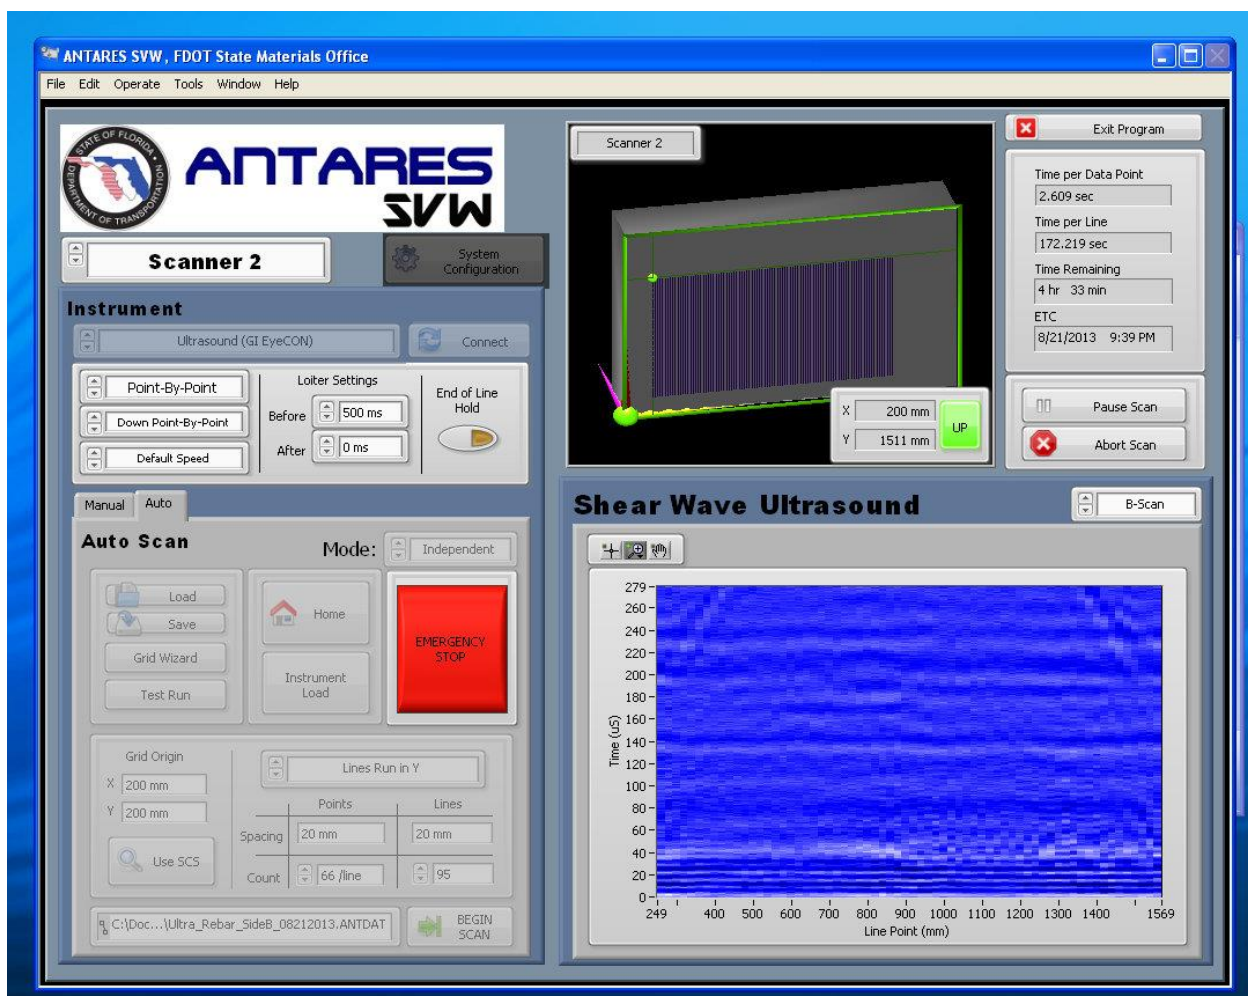 ANTARES SVW, FDOT State Materials Office
File Edit Operate Tools Window Help
STATE OF FLORIDA
DEPARTMENT OF TRANSPORTATION
ANTARES
SVW
Scanner 2
System
Configuration
Instrument
Ultrasound (GI EyeCON)
Connect
Point-By-Point
Down Point-By-Point
Default Speed
Loiter Settings
Before 500 ms
After 0 ms
End of Line
Hold
Manual Auto
Auto Scan
Mode: Independent
Load
Save
Grid Wizard
Test Run
Home
Instrument
Load
EMERGENCY
STOP
Grid Origin
X 200 mm
Y 200 mm
Use SCS
Lines Run in Y
Points Lines
Spacing 20 mm 20 mm
Count 66 /line 95
C:\Doc...\Ultra_Rebar_SideB_08212013.ANTDAT
BEGIN
SCAN
Scanner 2
X 200 mm
Y 1511 mm
UP
Exit Program
Time per Data Point
2.609 sec
Time per Line
172.219 sec
Time Remaining
4 hr 33 min
ETC
8/21/2013 9:39 PM
Pause Scan
Abort Scan
Shear Wave Ultrasound
B-Scan
279
260
240
220
200
180
160
140
120
100
80
60
40
20
0
Time (uS)
249 400 500 600 700 800 900 1000 1100 1200 1300 1400 1569
Line Point (mm)